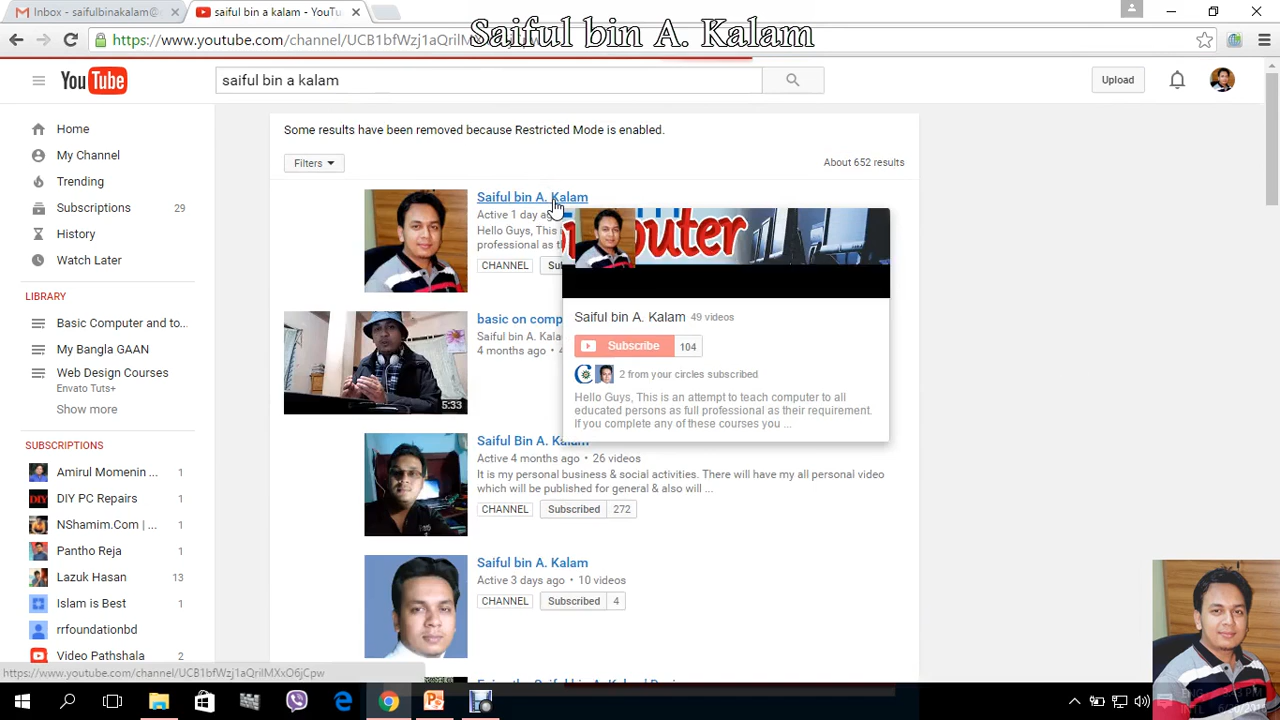 Inbox - saifulbinakalam@
saiful bin a kalam - YouTu
Saiful bin A. Kalam
https://www.youtube.com/channel/UCB1bfWzj1aQriIM
YouTube
saiful bin a kalam
Upload
Home
My Channel
Trending
Subscriptions 29
History
Watch Later
LIBRARY
Basic Computer and to...
My Bangla GAAN
Web Design Courses
Envato Tuts+
Show more
SUBSCRIPTIONS
Amirul Momenin ... 1
DIY PC Repairs 1
NShamim.Com | ... 1
Pantho Reja 1
Lazuk Hasan 13
Islam is Best 1
rrfoundationbd 1
Video Pathshala 2
Some results have been removed because Restricted Mode is enabled.
Filters
About 652 results
Saiful bin A. Kalam
Active 1 day ag
Hello Guys, This
professional as t
CHANNEL
omputer
Saiful bin A. Kalam 49 videos
Subscribe 104
2 from your circles subscribed
Hello Guys, This is an attempt to teach computer to all
educated persons as full professional as their requirement.
If you complete any of these courses you ...
basic on comp
Saiful bin A. Kala
4 months ago
5:33
Saiful Bin A. Kalam
Active 4 months ago • 26 videos
It is my personal business & social activities. There will have my all personal video
which will be published for general & also will ...
CHANNEL Subscribed 272
Saiful bin A. Kalam
Active 3 days ago • 10 videos
CHANNEL Subscribed 4
https://www.youtube.com/channel/UCB1bfWzj1aQriIMXxO6jCpw
ENG
INTL